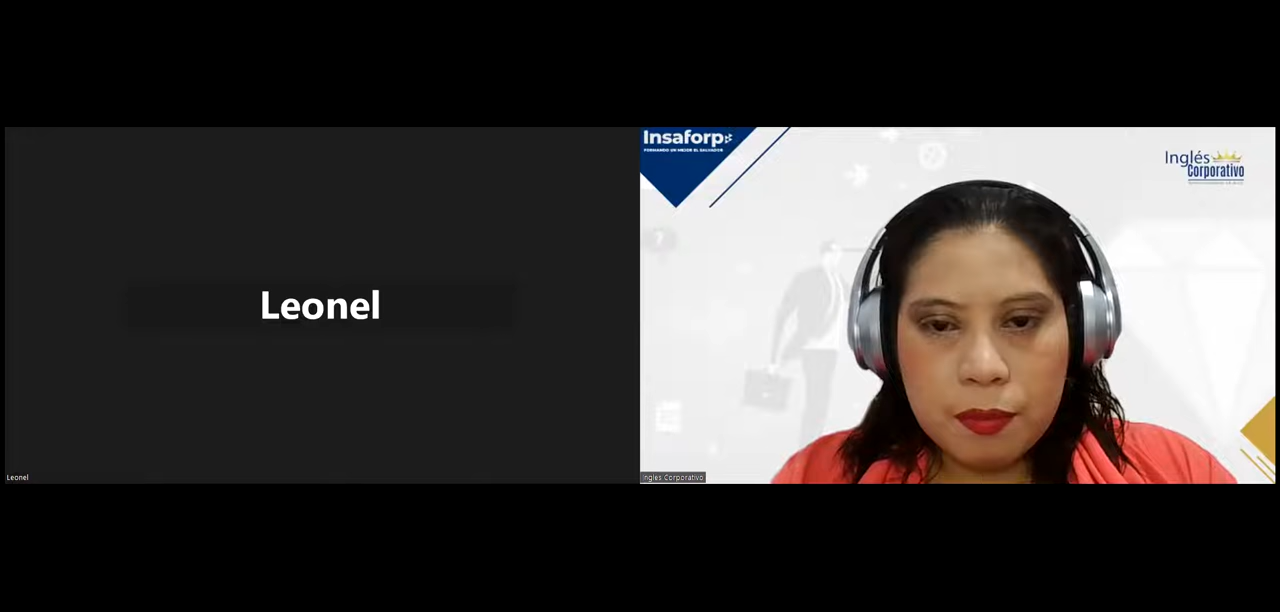 Leonel
Leonel
Insaforp
FORMANDO UN MEJOR EL SALVADOR
Inglés
Corporativo
Ingles Corporativo